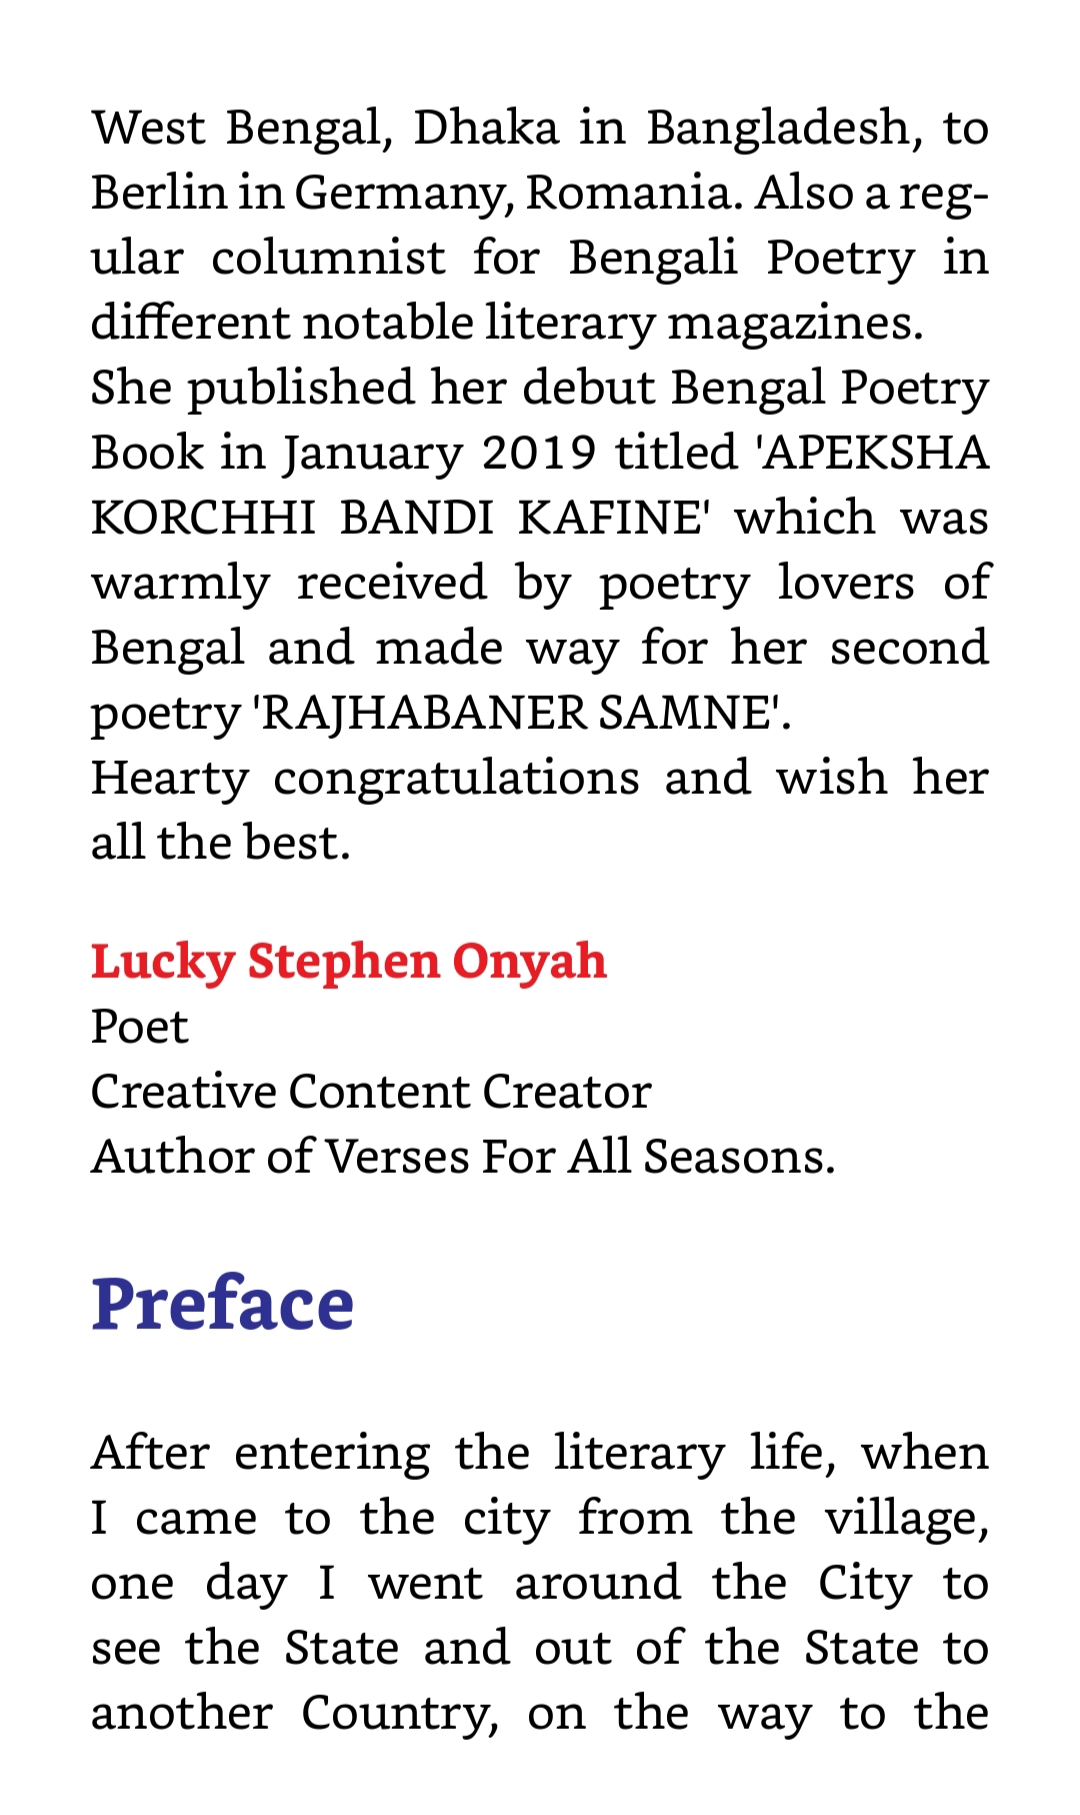 West Bengal, Dhaka in Bangladesh, to
Berlin in Germany, Romania. Also a reg-
ular columnist for Bengali Poetry in
different notable literary magazines.
She published her debut Bengal Poetry
Book in January 2019 titled 'APEKSHA
KORCHHI BANDI KAFINE' which was
warmly received by poetry lovers of
Bengal and made way for her second
poetry 'RAJHABANER SAMNE'.
Hearty congratulations and wish her
all the best.
Lucky Stephen Onyah
Poet
Creative Content Creator
Author of Verses For All Seasons.
Preface
After entering the literary life, when
I came to the city from the village,
one day I went around the City to
see the State and out of the State to
another Country, on the way to the